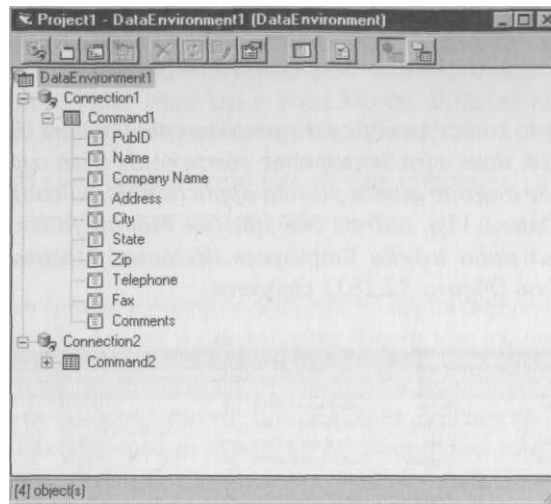 Project1 - DataEnvironment1 (DataEnvironment)
DataEnvironment1
Connection1
Command1
PubID
Name
Company Name
Address
City
State
Zip
Telephone
Fax
Comments
Connection2
Command2
[4] object(s)